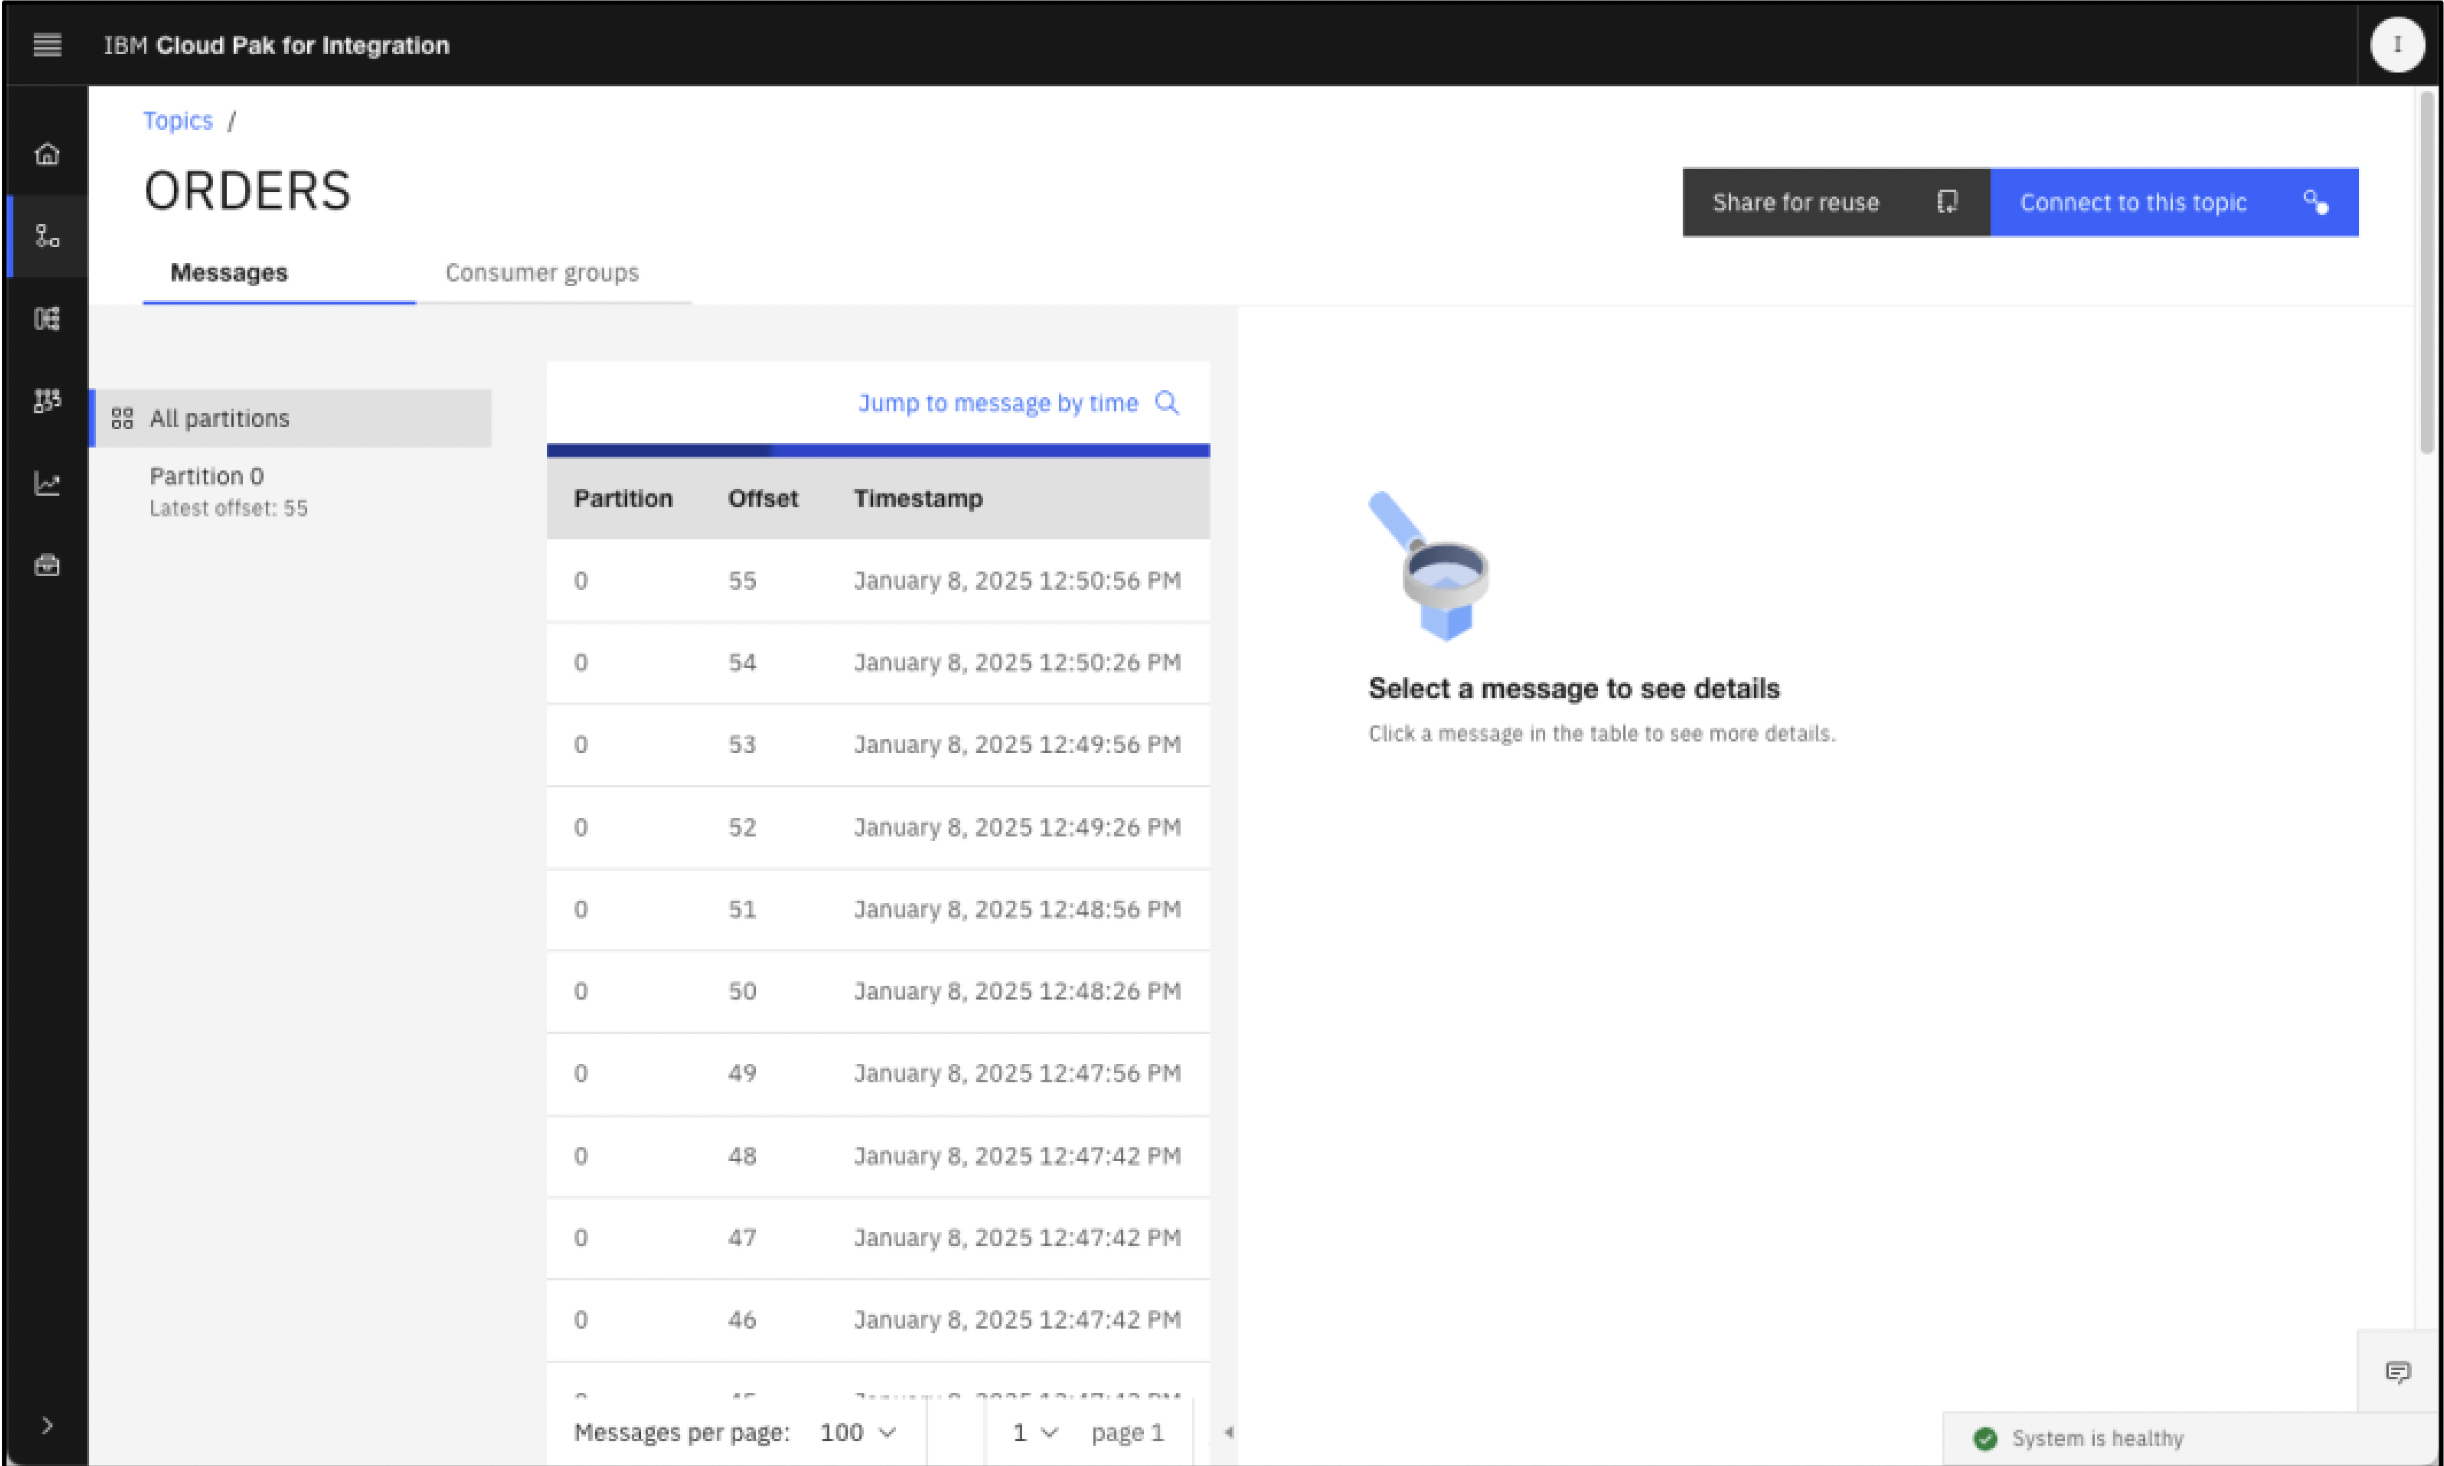 IBM Cloud Pak for Integration
I
Topics /
ORDERS
Share for reuse
Connect to this topic
Messages
Consumer groups
All partitions
Partition 0
Latest offset: 55
Jump to message by time
Partition Offset Timestamp
0 55 January 8, 2025 12:50:56 PM
0 54 January 8, 2025 12:50:26 PM
0 53 January 8, 2025 12:49:56 PM
0 52 January 8, 2025 12:49:26 PM
0 51 January 8, 2025 12:48:56 PM
0 50 January 8, 2025 12:48:26 PM
0 49 January 8, 2025 12:47:56 PM
0 48 January 8, 2025 12:47:42 PM
0 47 January 8, 2025 12:47:42 PM
0 46 January 8, 2025 12:47:42 PM
Messages per page: 100 1 page 1
Select a message to see details
Click a message in the table to see more details.
System is healthy